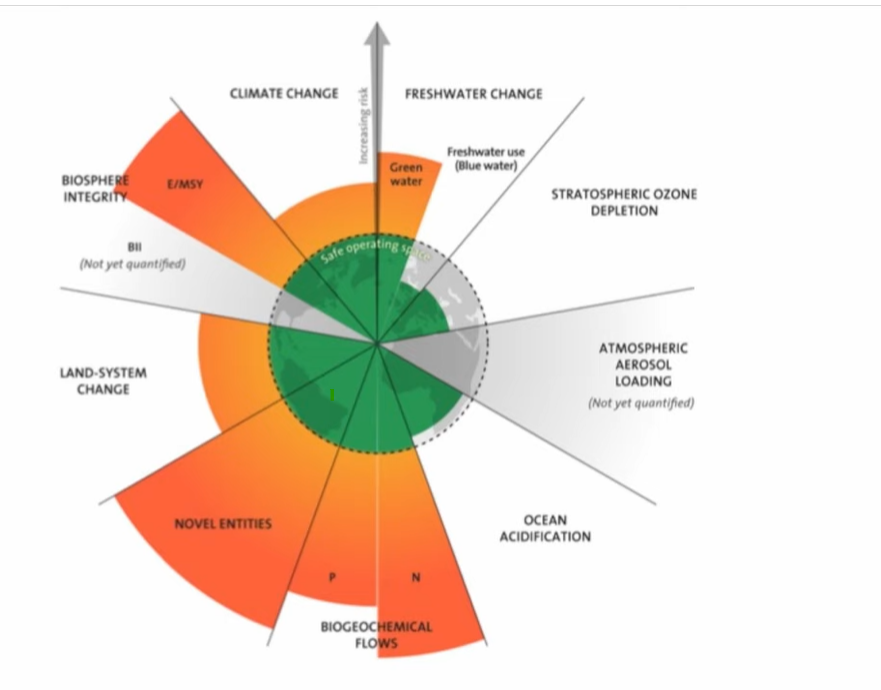 CLIMATE CHANGE
Increasing risk
FRESHWATER CHANGE
Green
water
Freshwater use
(Blue water)
STRATOSPHERIC OZONE
DEPLETION
BIOSPHERE
INTEGRITY
E/MSY
BII
(Not yet quantified)
Safe operating space
ATMOSPHERIC
AEROSOL
LOADING
(Not yet quantified)
LAND-SYSTEM
CHANGE
NOVEL ENTITIES
OCEAN
ACIDIFICATION
P
N
BIOGEOCHEMICAL
FLOWS